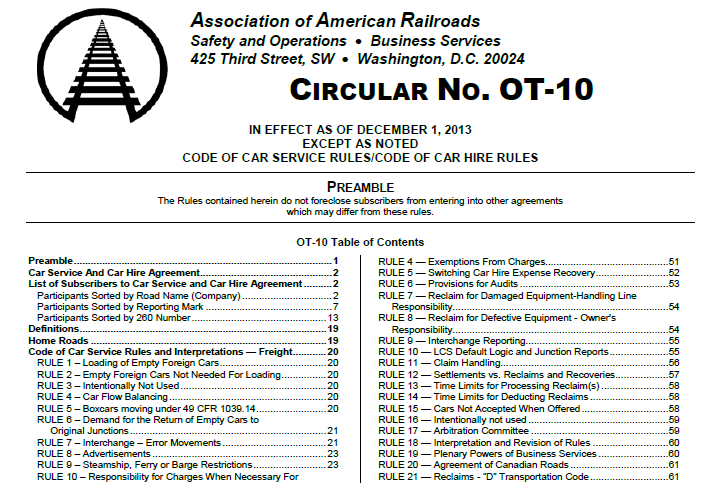 Association of American Railroads
Safety and Operations • Business Services
425 Third Street, SW • Washington, D.C. 20024
CIRCULAR NO. OT-10
IN EFFECT AS OF DECEMBER 1, 2013
EXCEPT AS NOTED
CODE OF CAR SERVICE RULES/CODE OF CAR HIRE RULES
PREAMBLE
The Rules contained herein do not foreclose subscribers from entering into other agreements
which may differ from these rules.
OT-10 Table of Contents
Preamble.....1
Car Service And Car Hire Agreement.....2
List of Subscribers to Car Service and Car Hire Agreement.....2
Participants Sorted by Road Name (Company).....2
Participants Sorted by Reporting Mark.....7
Participants Sorted by 260 Number.....13
Definitions.....19
Home Roads.....19
Code of Car Service Rules and Interpretations — Freight.....20
RULE 1 – Loading of Empty Foreign Cars.....20
RULE 2 – Empty Foreign Cars Not Needed For Loading.....20
RULE 3 – Intentionally Not Used.....20
RULE 4 – Car Flow Balancing.....20
RULE 5 – Boxcars moving under 49 CFR 1039.14.....20
RULE 6 – Demand for the Return of Empty Cars to
Original Junctions.....21
RULE 7 – Interchange – Error Movements.....21
RULE 8 – Advertisements.....23
RULE 9 – Steamship, Ferry or Barge Restrictions.....23
RULE 10 – Responsibility for Charges When Necessary For
RULE 4 — Exemptions From Charges.....51
RULE 5 — Switching Car Hire Expense Recovery.....52
RULE 6 — Provisions for Audits.....53
RULE 7 — Reclaim for Damaged Equipment-Handling Line
Responsibility.....54
RULE 8 — Reclaim for Defective Equipment - Owner's
Responsibility.....54
RULE 9 — Interchange Reporting.....55
RULE 10 — LCS Default Logic and Junction Reports.....55
RULE 11 — Claim Handling.....56
RULE 12 — Settlements vs. Reclaims and Recoveries.....57
RULE 13 — Time Limits for Processing Reclaim(s).....58
RULE 14 — Time Limits for Deducting Reclaims.....58
RULE 15 — Cars Not Accepted When Offered.....58
RULE 16 — Intentionally not used.....59
RULE 17 — Arbitration Committee.....59
RULE 18 — Interpretation and Revision of Rules.....60
RULE 19 — Plenary Powers of Business Services.....60
RULE 20 — Agreement of Canadian Roads.....61
RULE 21 — Reclaims - "D" Transportation Code.....61